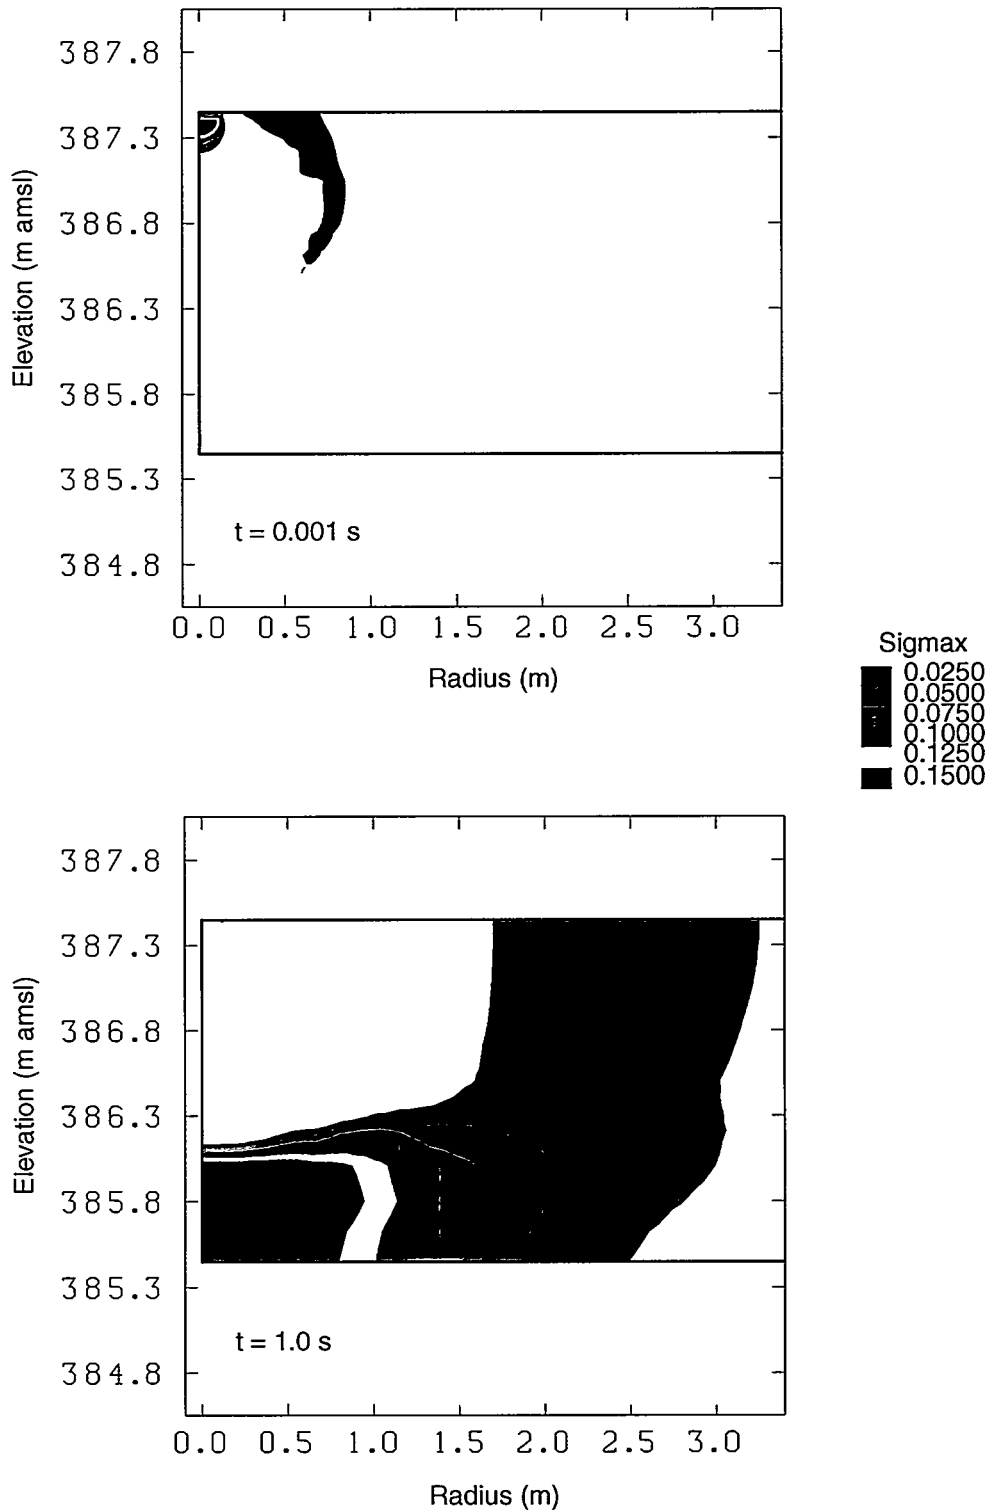 387.8
387.3
386.8
386.3
385.8
385.3
384.8
Elevation (m amsl)
t = 0.001 s
0.0 0.5 1.0 1.5 2.0 2.5 3.0
Radius (m)
Sigmax
0.0250
0.0500
0.0750
0.1000
0.1250
0.1500
387.8
387.3
386.8
386.3
385.8
385.3
384.8
Elevation (m amsl)
t = 1.0 s
0.0 0.5 1.0 1.5 2.0 2.5 3.0
Radius (m)